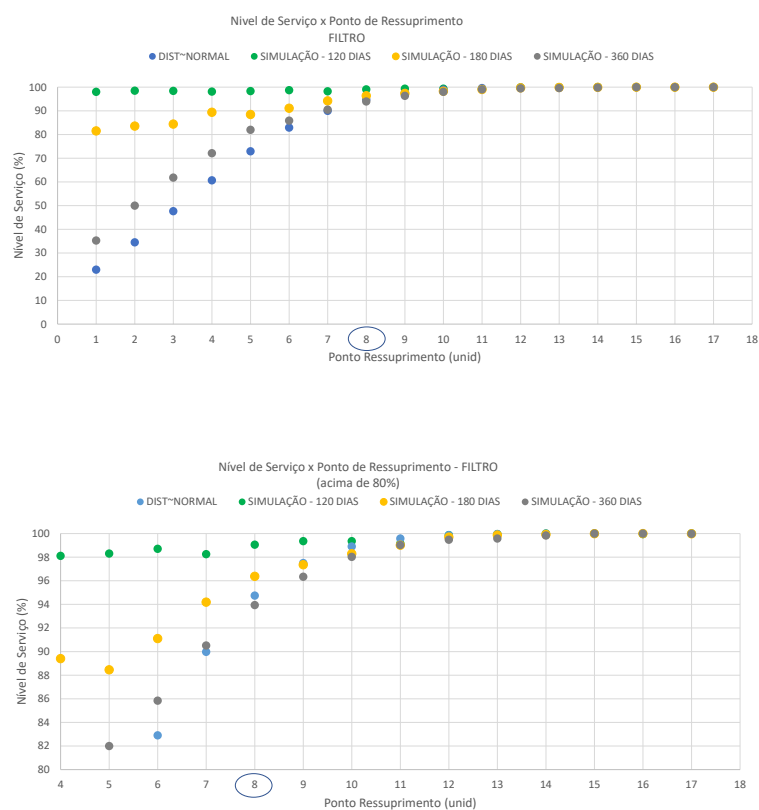 Nivel de Serviço x Ponto de Ressuprimento
FILTRO
DIST~NORMAL SIMULAÇÃO - 120 DIAS SIMULAÇÃO - 180 DIAS SIMULAÇÃO - 360 DIAS
100
90
80
70
60
50
40
30
20
10
0
Nivel de Serviço (%)
0 1 2 3 4 5 6 7 8 9 10 11 12 13 14 15 16 17 18
Ponto Ressuprimento (unid)
Nível de Serviço x Ponto de Ressuprimento - FILTRO
(acima de 80%)
DIST~NORMAL SIMULAÇÃO - 120 DIAS SIMULAÇÃO - 180 DIAS SIMULAÇÃO - 360 DIAS
100
98
96
94
92
90
88
86
84
82
80
Nivel de Serviço (%)
4 5 6 7 8 9 10 11 12 13 14 15 16 17 18
Ponto Ressuprimento (unid)